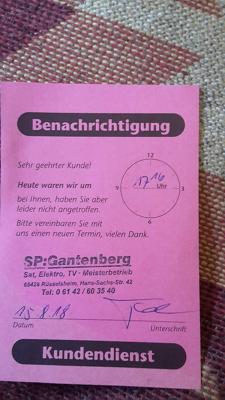 Benachrichtigung
Sehr geehrter Kunde!
12
Heute waren wir um
9
17 16
Uhr
3
bei Ihnen, haben Sie aber
leider nicht angetroffen.
6
Bitte vereinbaren Sie mit
uns einen neuen Termin, vielen Dank.
SP:Gantenberg
Sat, Elektro, TV - Meisterbetrieb
65428 Rüsselsheim, Hans-Sachs-Str. 42
Tel: 0 61 42 / 60 35 40
15.8.18
Datum
Unterschrift
Kundendienst